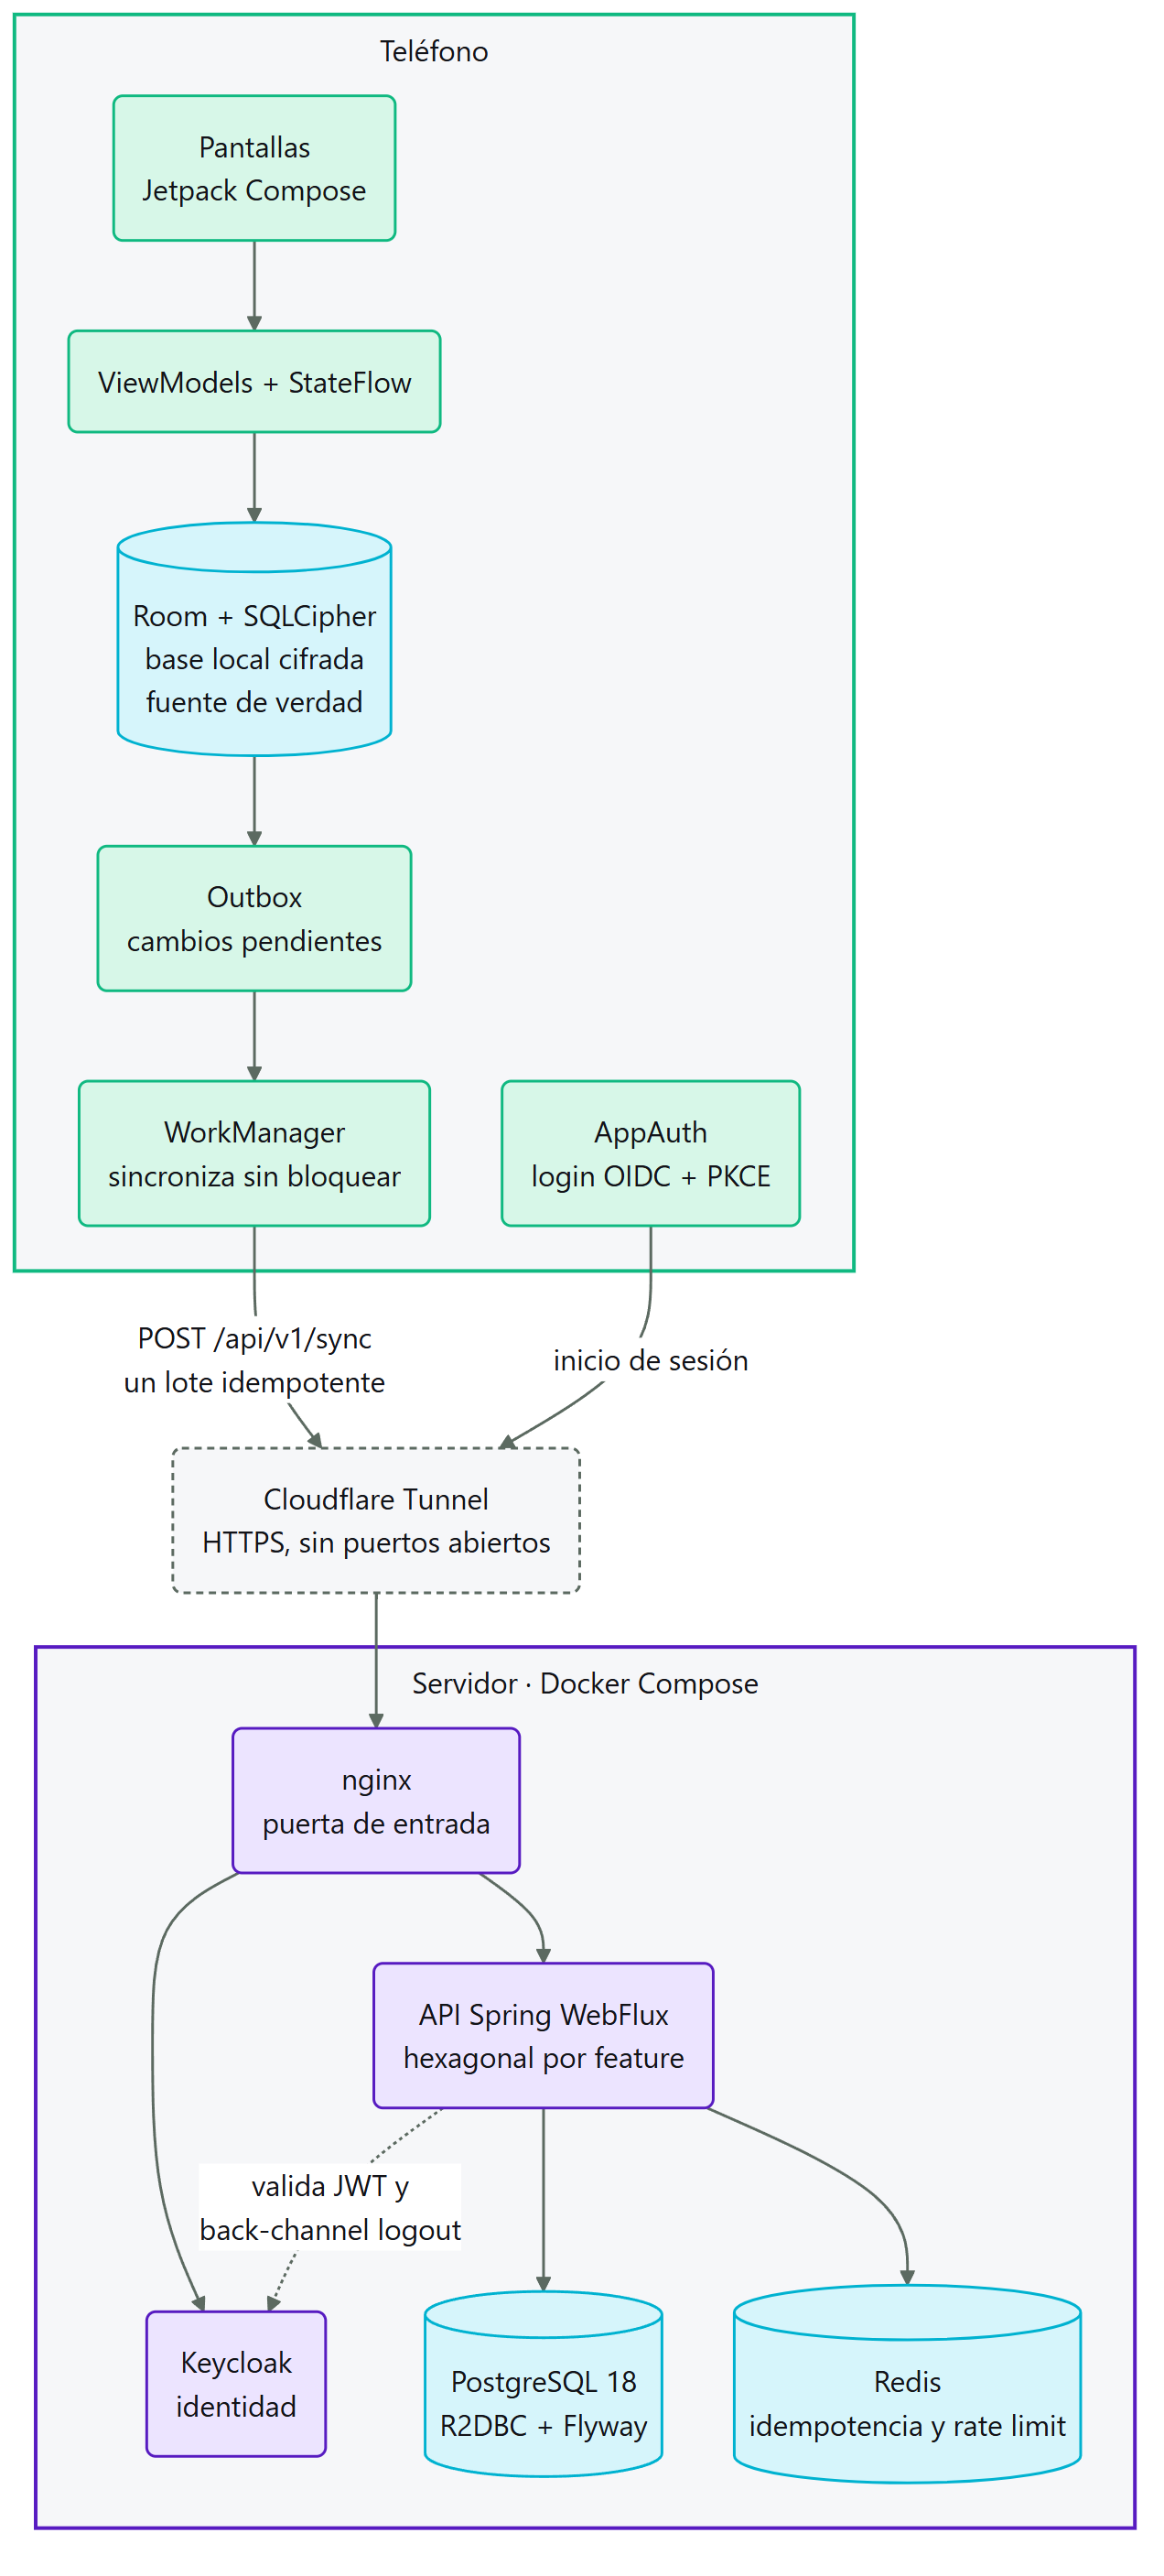 Teléfono
Pantallas
Jetpack Compose
ViewModels + StateFlow
Room + SQLCipher
base local cifrada
fuente de verdad
Outbox
cambios pendientes
WorkManager
sincroniza sin bloquear
AppAuth
login OIDC + PKCE
POST /api/v1/sync
un lote idempotente
inicio de sesión
Cloudflare Tunnel
HTTPS, sin puertos abiertos
Servidor · Docker Compose
nginx
puerta de entrada
API Spring WebFlux
hexagonal por feature
valida JWT y
back-channel logout
Keycloak
identidad
PostgreSQL 18
R2DBC + Flyway
Redis
idempotencia y rate limit